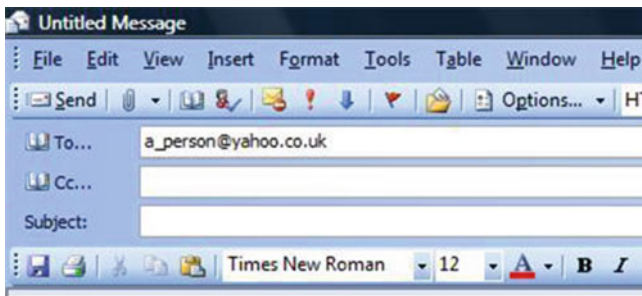 Untitled Message
File Edit View Insert Format Tools Table Window Help
Send Options... HT
To... a_person@yahoo.co.uk
Cc...
Subject:
Times New Roman 12 A B I